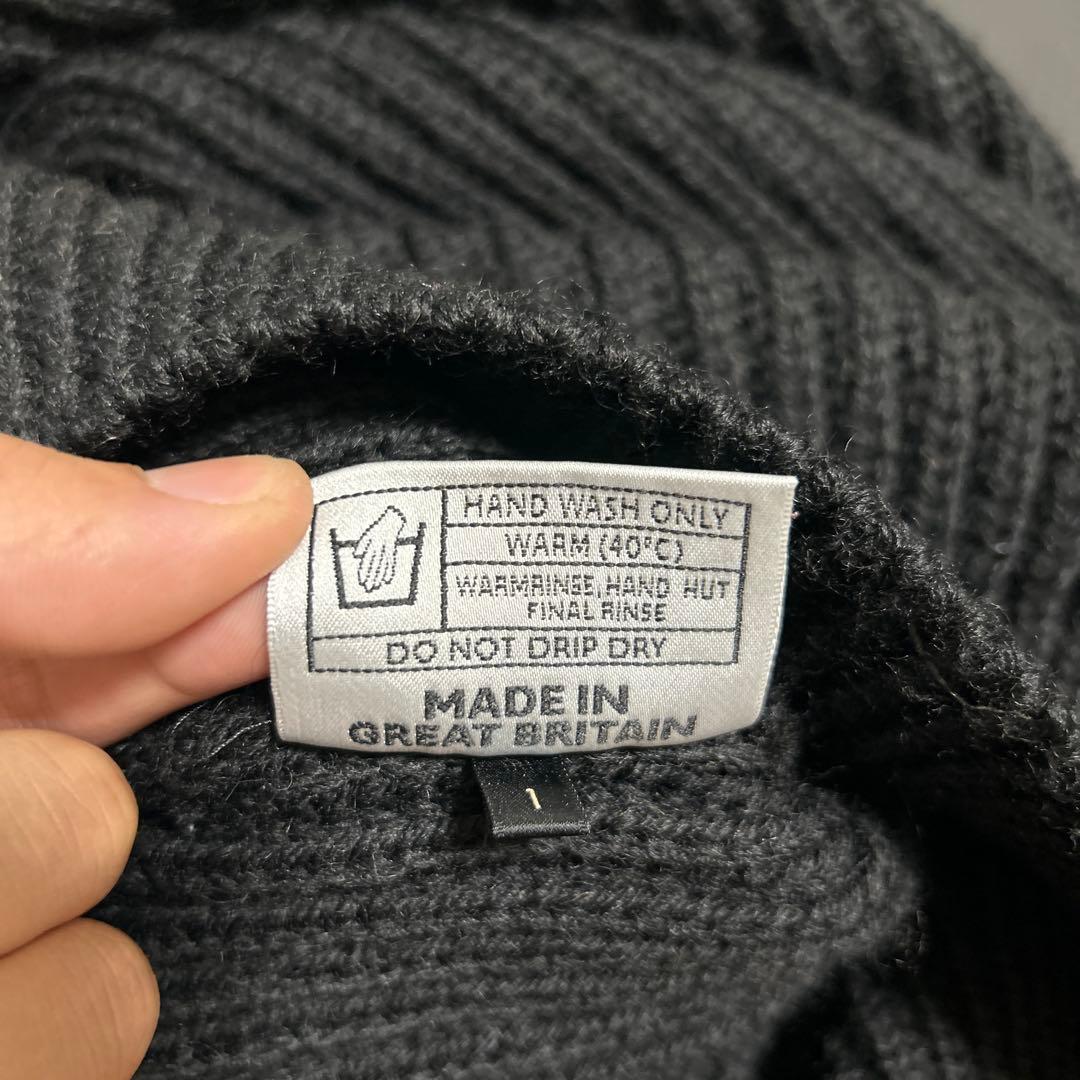 HAND WASH ONLY
WARM (40°C)
WARMRINSE, HAND HUT
FINAL RINSE
DO NOT DRIP DRY
MADE IN
GREAT BRITAIN
1